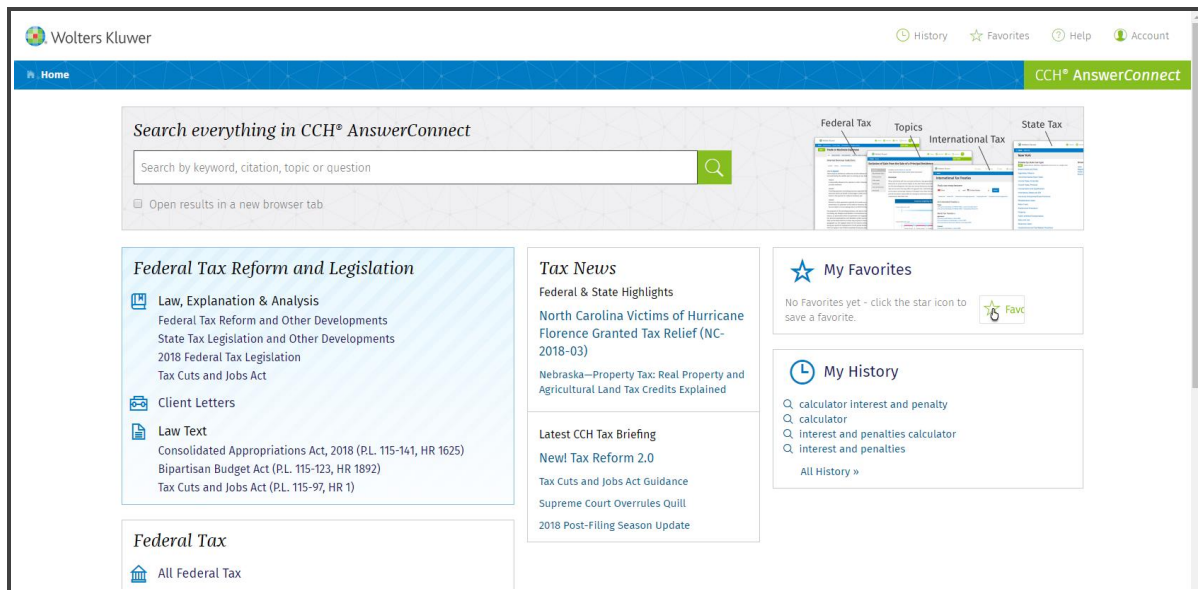 Wolters Kluwer
History
Favorites
Help
Account
Home
CCH® AnswerConnect
Search everything in CCH® AnswerConnect
Search by keyword, citation, topic or question
Open results in a new browser tab
Federal Tax
Topics
International Tax
State Tax
Federal Tax Reform and Legislation
Law, Explanation & Analysis
Federal Tax Reform and Other Developments
State Tax Legislation and Other Developments
2018 Federal Tax Legislation
Tax Cuts and Jobs Act
Client Letters
Law Text
Consolidated Appropriations Act, 2018 (P.L. 115-141, HR 1625)
Bipartisan Budget Act (P.L. 115-123, HR 1892)
Tax Cuts and Jobs Act (P.L. 115-97, HR 1)
Federal Tax
All Federal Tax
Tax News
Federal & State Highlights
North Carolina Victims of Hurricane
Florence Granted Tax Relief (NC-
2018-03)
Nebraska—Property Tax: Real Property and
Agricultural Land Tax Credits Explained
Latest CCH Tax Briefing
New! Tax Reform 2.0
Tax Cuts and Jobs Act Guidance
Supreme Court Overrules Quill
2018 Post-Filing Season Update
My Favorites
No Favorites yet - click the star icon to
save a favorite.
Favo
My History
calculator interest and penalty
calculator
interest and penalties calculator
interest and penalties
All History »